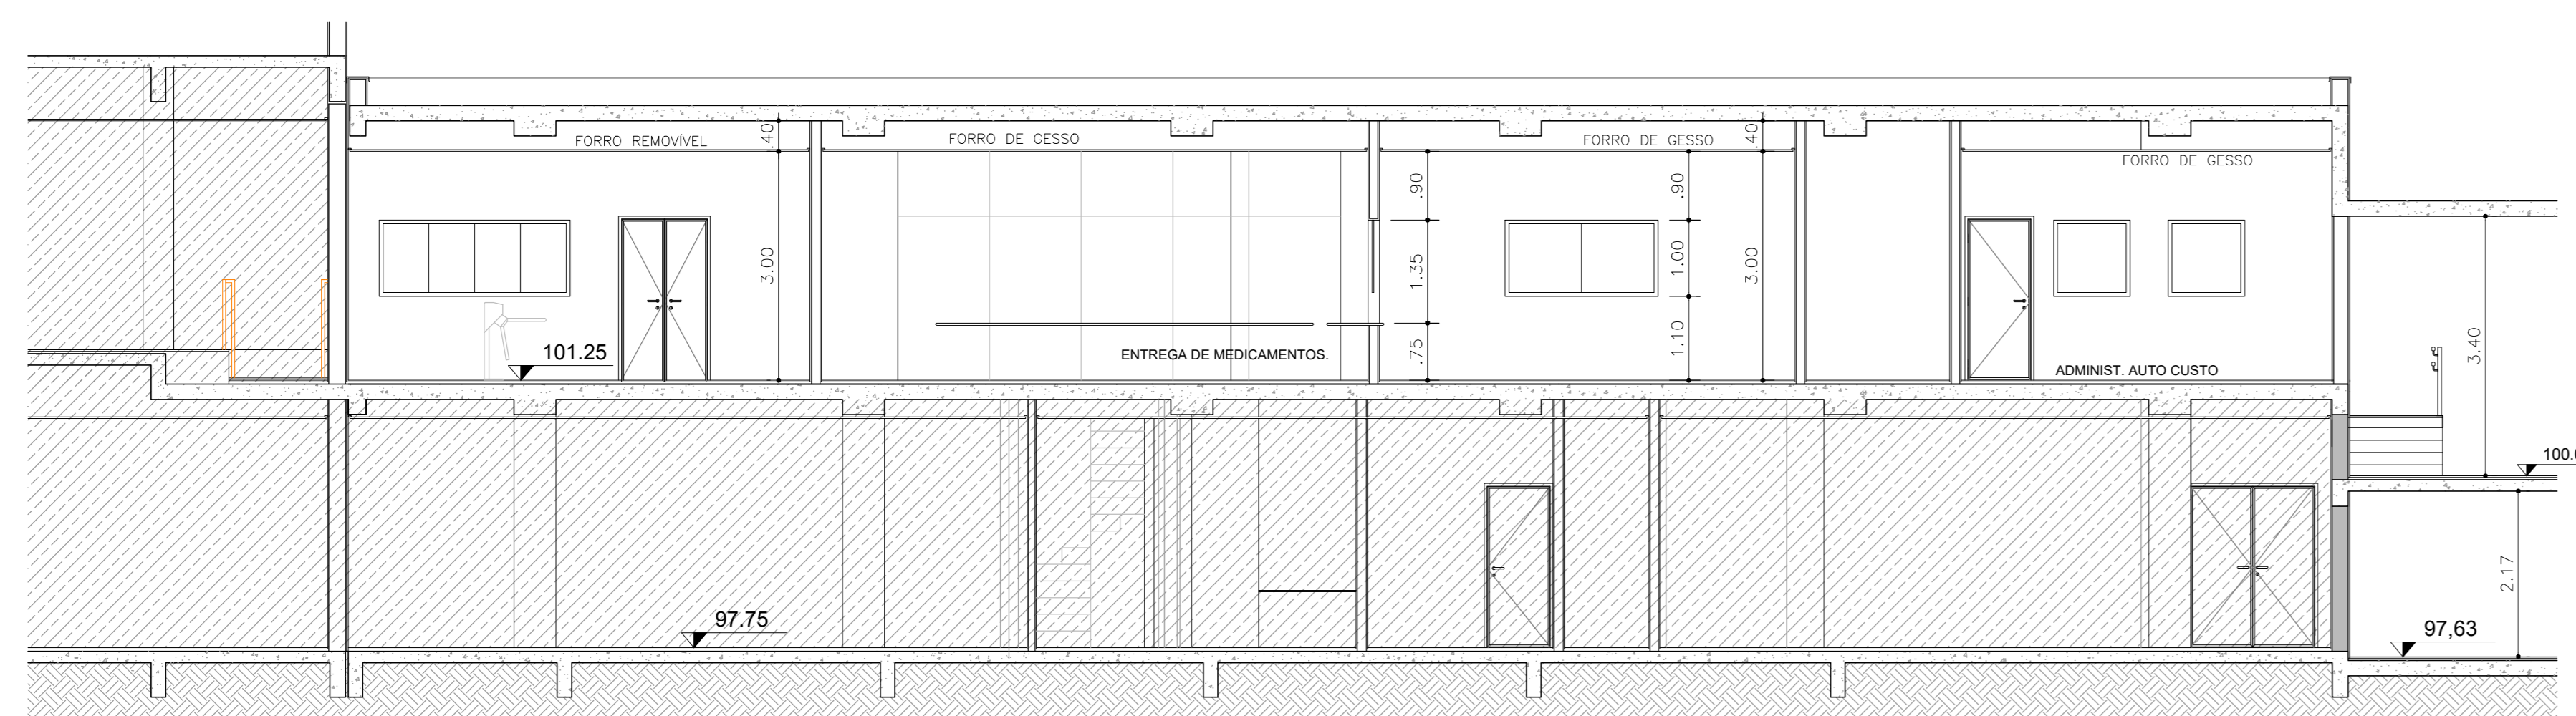 FORRO REMOVÍVEL
.40
FORRO DE GESSO
FORRO DE GESSO
.40
FORRO DE GESSO
.90
.90
3.00
1.35
1.00
3.00
3.40
101.25
ENTREGA DE MEDICAMENTOS.
.75
1.10
ADMINIST. AUTO CUSTO
2.17
97.75
97,63